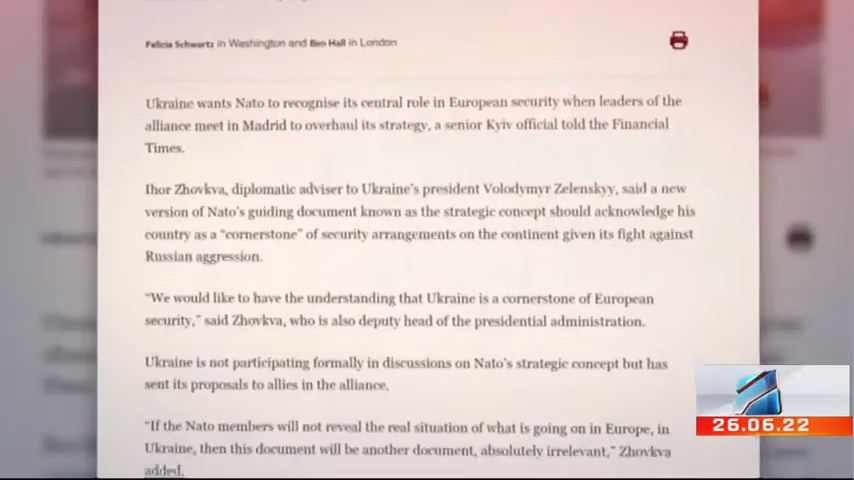 Felicia Schwartz in Washington and Ben Hall in London
Ukraine wants Nato to recognise its central role in European security when leaders of the
alliance meet in Madrid to overhaul its strategy, a senior Kyiv official told the Financial
Times.
Ihor Zhovkva, diplomatic adviser to Ukraine's president Volodymyr Zelenskyy, said a new
version of Nato's guiding document known as the strategic concept should acknowledge his
country as a “cornerstone” of security arrangements on the continent given its fight against
Russian aggression.
“We would like to have the understanding that Ukraine is a cornerstone of European
security,” said Zhovkva, who is also deputy head of the presidential administration.
Ukraine is not participating formally in discussions on Nato's strategic concept but has
sent its proposals to allies in the alliance.
“If the Nato members will not reveal the real situation of what is going on in Europe, in
Ukraine, then this document will be another document, absolutely irrelevant,” Zhovkva
added.
26.06.22